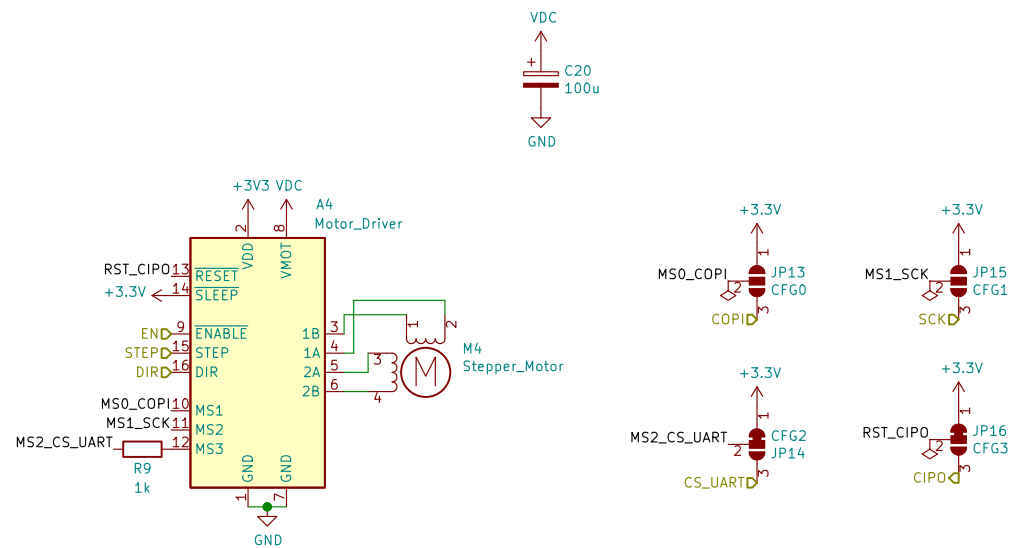 VDC
+
C20
100u
GND
+3V3 VDC
A4
Motor_Driver
2
8
VDD
VMOT
RST_CIPO 13 RESET
+3.3V 14 SLEEP
EN 9 ENABLE
STEP 15 STEP
DIR 16 DIR
MS0_COPI 10 MS1
MS1_SCK 11 MS2
MS2_CS_UART 12 MS3
R9
1k
1B 3
1A 4
2A 5
2B 6
1
2
3
4
M
M4
Stepper_Motor
GND
GND
1
7
GND
+3.3V
1
MS0_COPI
2
JP13
CFG0
3
COPI
+3.3V
1
MS1_SCK
2
JP15
CFG1
3
SCK
+3.3V
1
MS2_CS_UART
2
CFG2
JP14
3
CS_UART
+3.3V
1
RST_CIPO
2
JP16
CFG3
3
CIPO